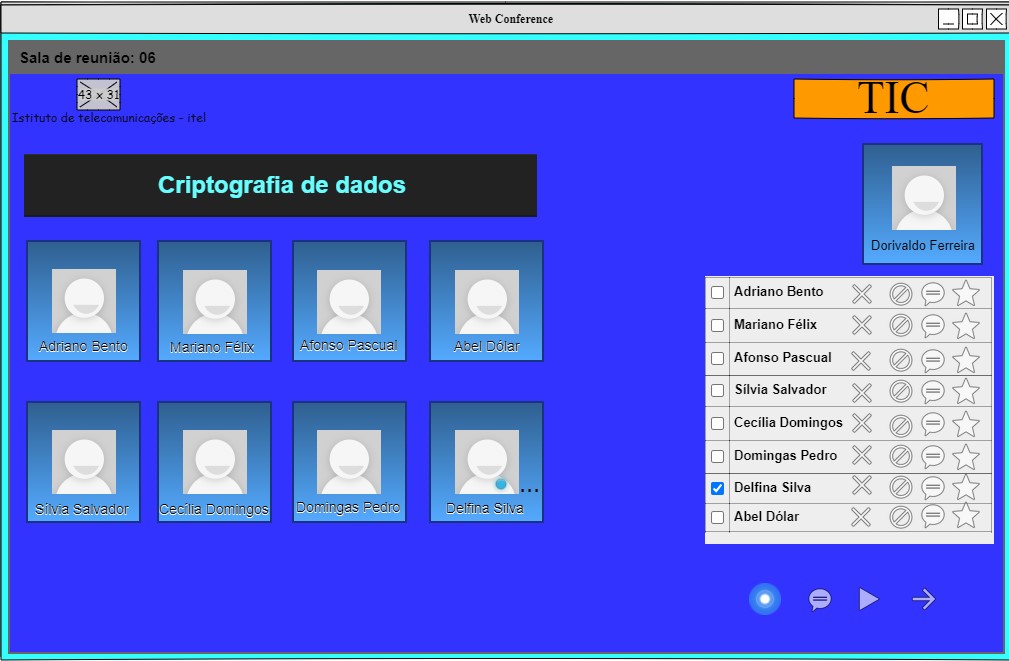 Web Conference
Sala de reunião: 06
43 x 31
Istituto de telecomunicações - itel
TIC
Criptografia de dados
Dorivaldo Ferreira
Adriano Bento
Mariano Félix
Afonso Pascual
Abel Dólar
Sílvia Salvador
Cecília Domingos
Domingas Pedro
...
Delfina Silva
Adriano Bento
Mariano Félix
Afonso Pascual
Sílvia Salvador
Cecília Domingos
Domingas Pedro
Delfina Silva
Abel Dólar